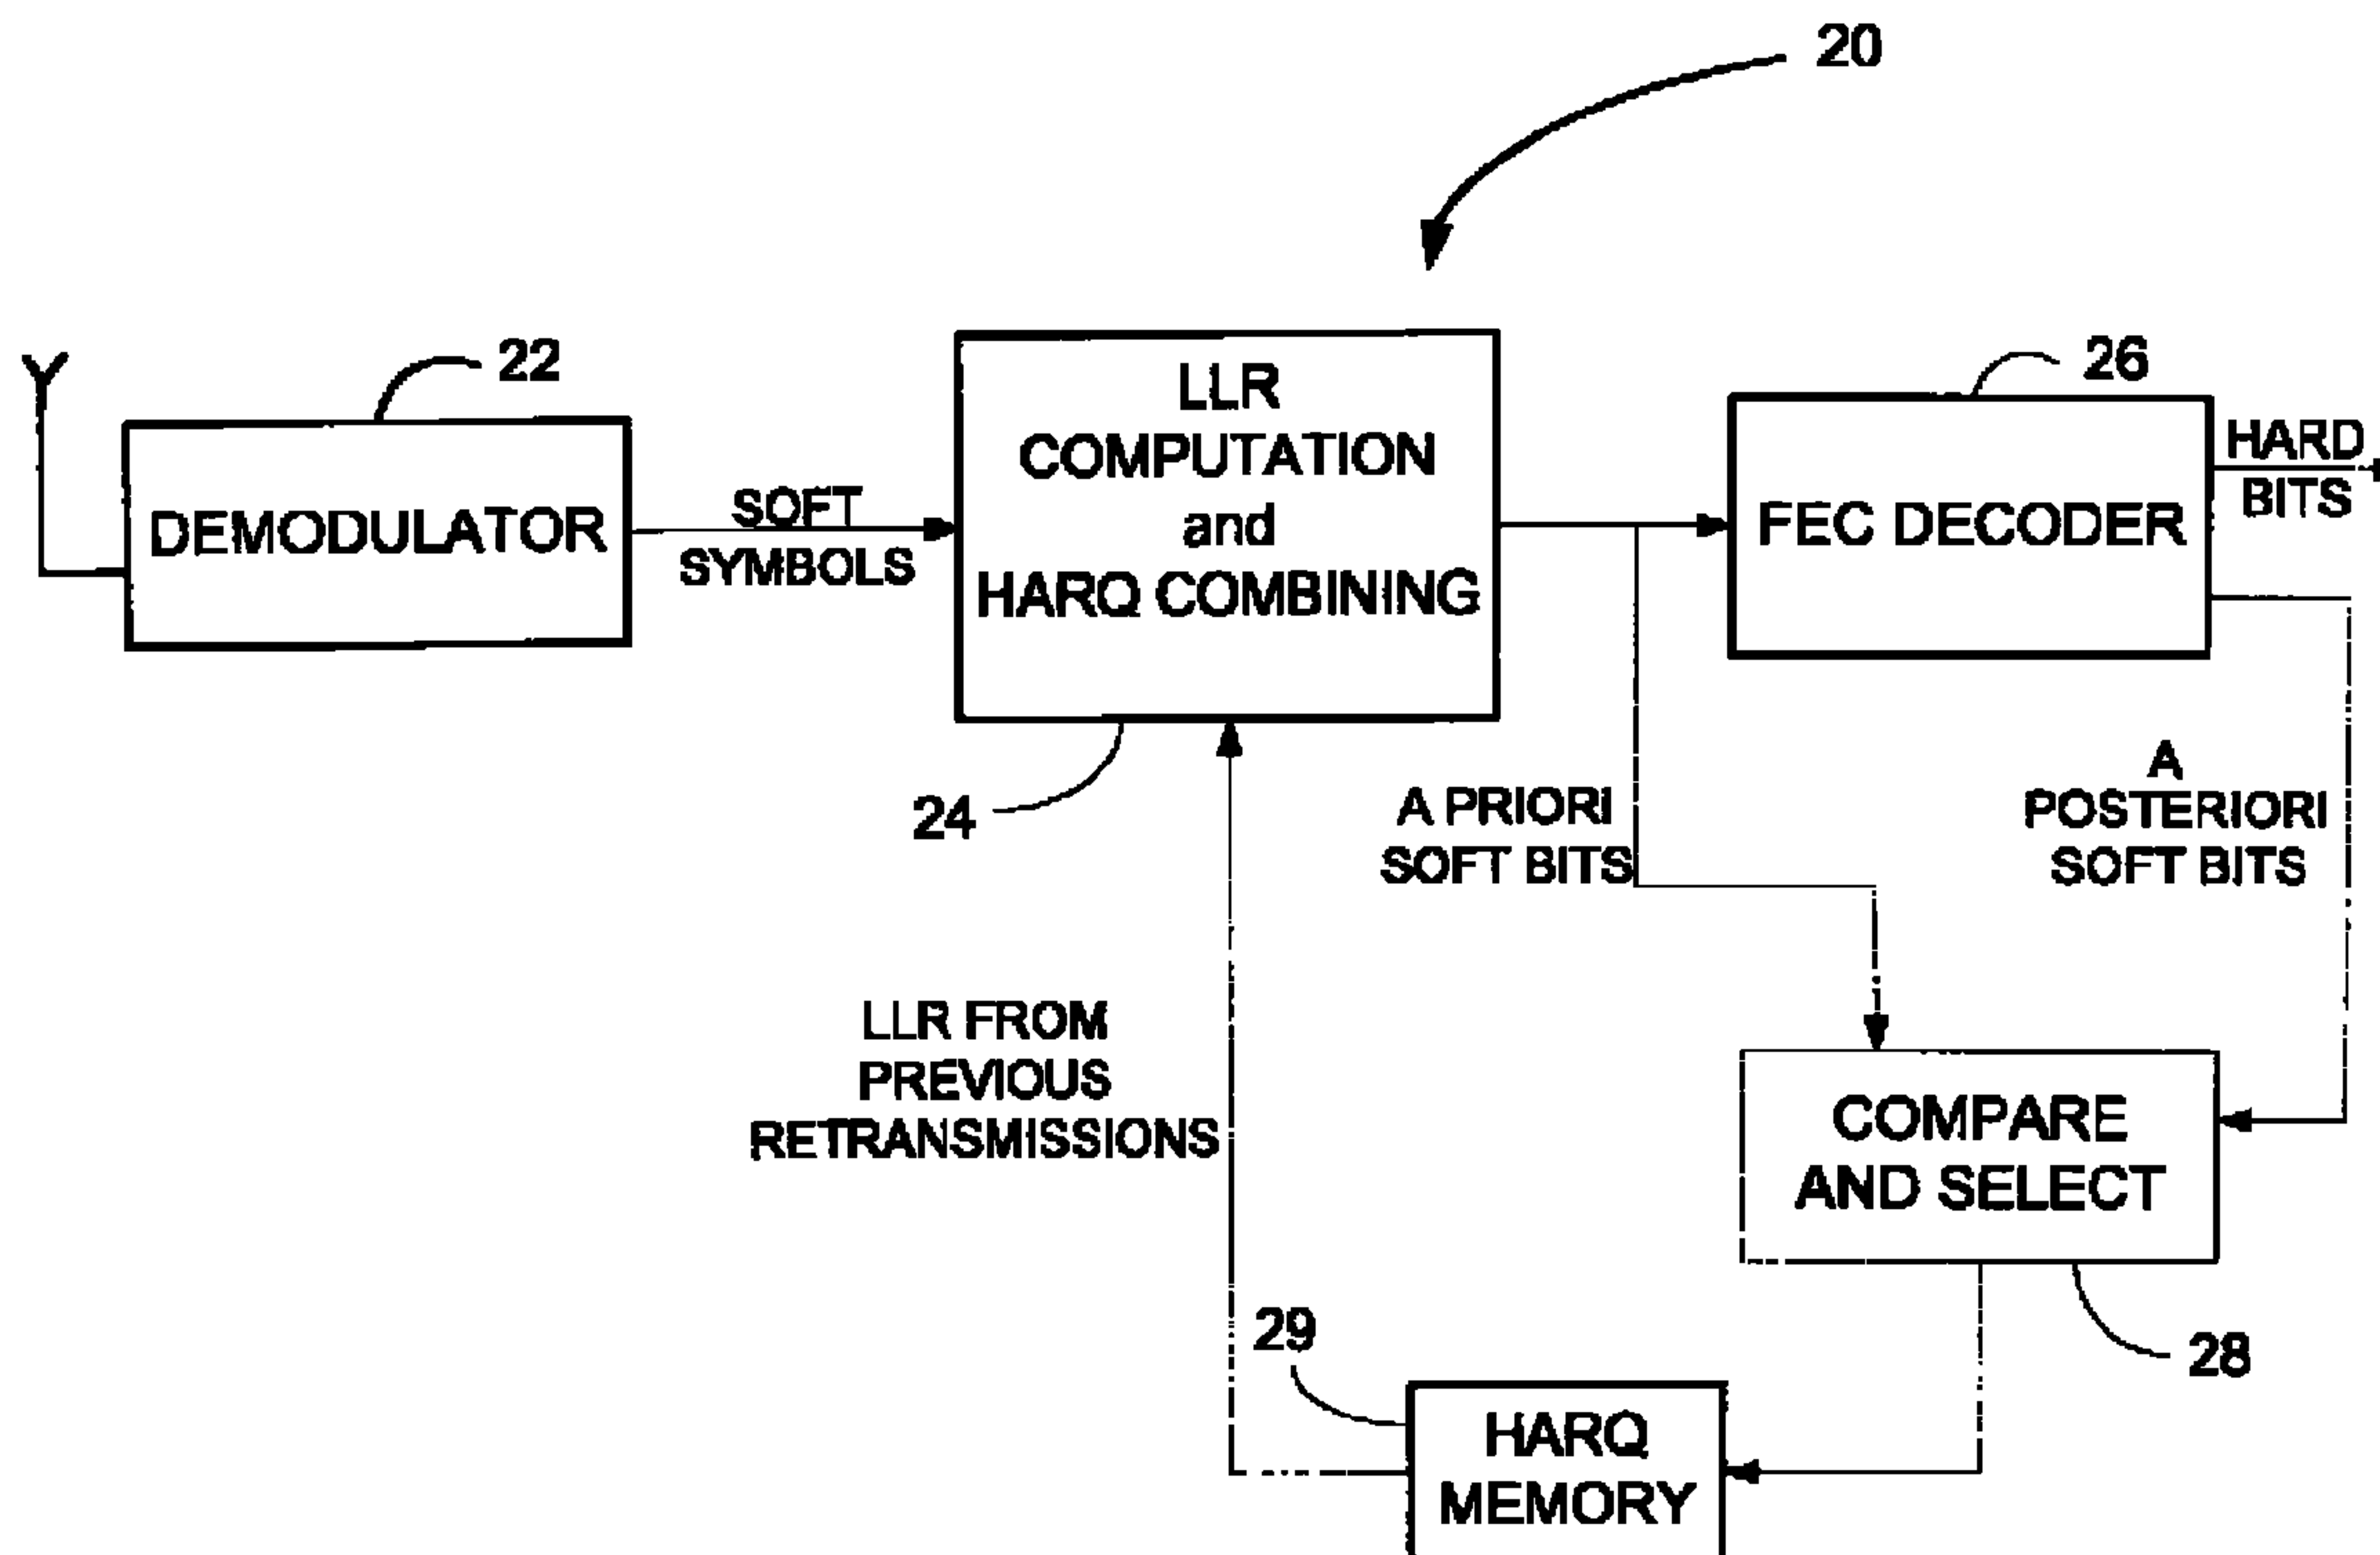 20
22
DEMODULATOR
SOFT
SYMBOLS
LLR
COMPUTATION
and
HARQ COMBINING
24
26
FEC DECODER
HARD
BITS
A PRIORI
SOFT BITS
A
POSTERIORI
SOFT BITS
LLR FROM
PREVIOUS
RETRANSMISSIONS
COMPARE
AND SELECT
28
29
HARQ
MEMORY